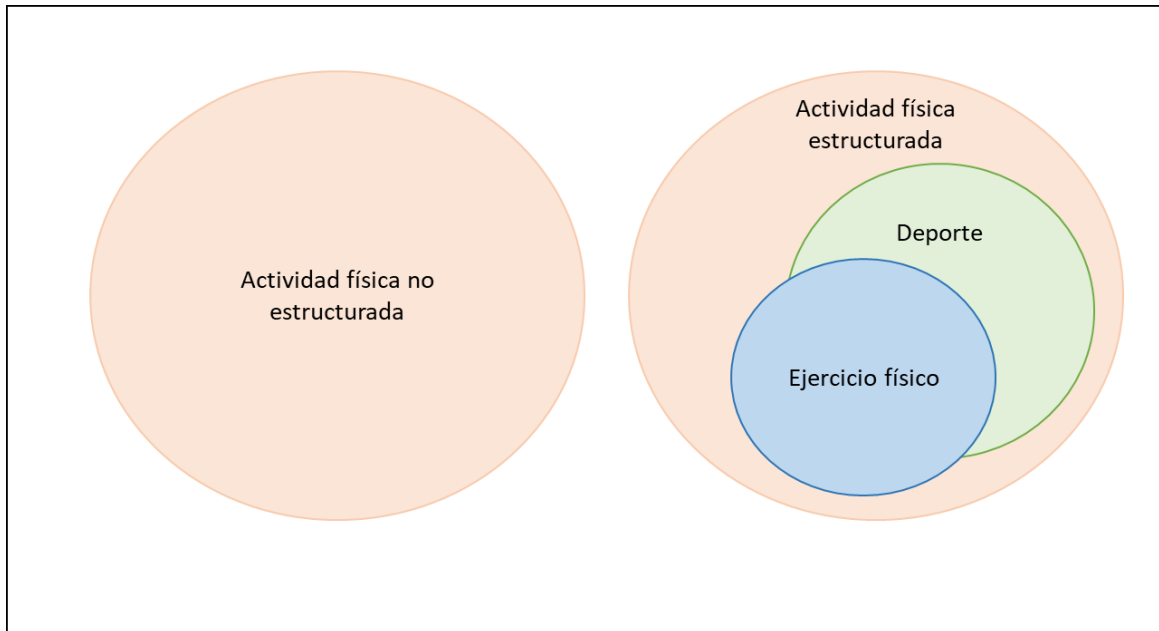 Actividad física no
estructurada
Actividad física
estructurada
Deporte
Ejercicio físico